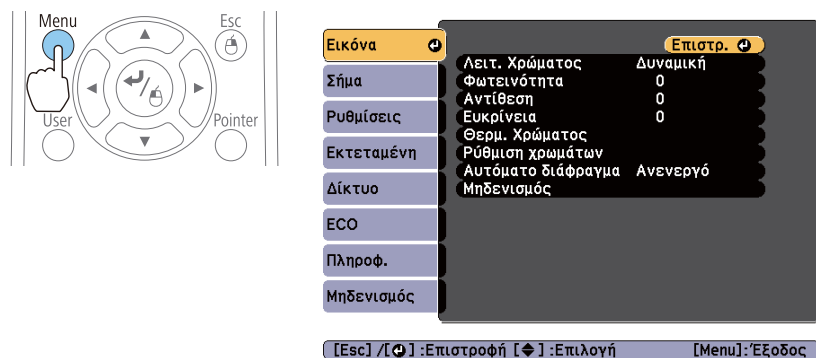 Menu
Esc
User
Pointer
Εικόνα
Σήμα
Ρυθμίσεις
Εκτεταμένη
Δίκτυο
ECO
Πληροφ.
Μηδενισμός
Επιστρ.
Λειτ. Χρώματος Δυναμική
Φωτεινότητα 0
Αντίθεση 0
Ευκρίνεια 0
Θερμ. Χρώματος
Ρύθμιση χρωμάτων
Αυτόματο διάφραγμα Ανενεργό
Μηδενισμός
[Esc] /[ ] :Επιστροφή [ ] :Επιλογή [Menu]:Έξοδος